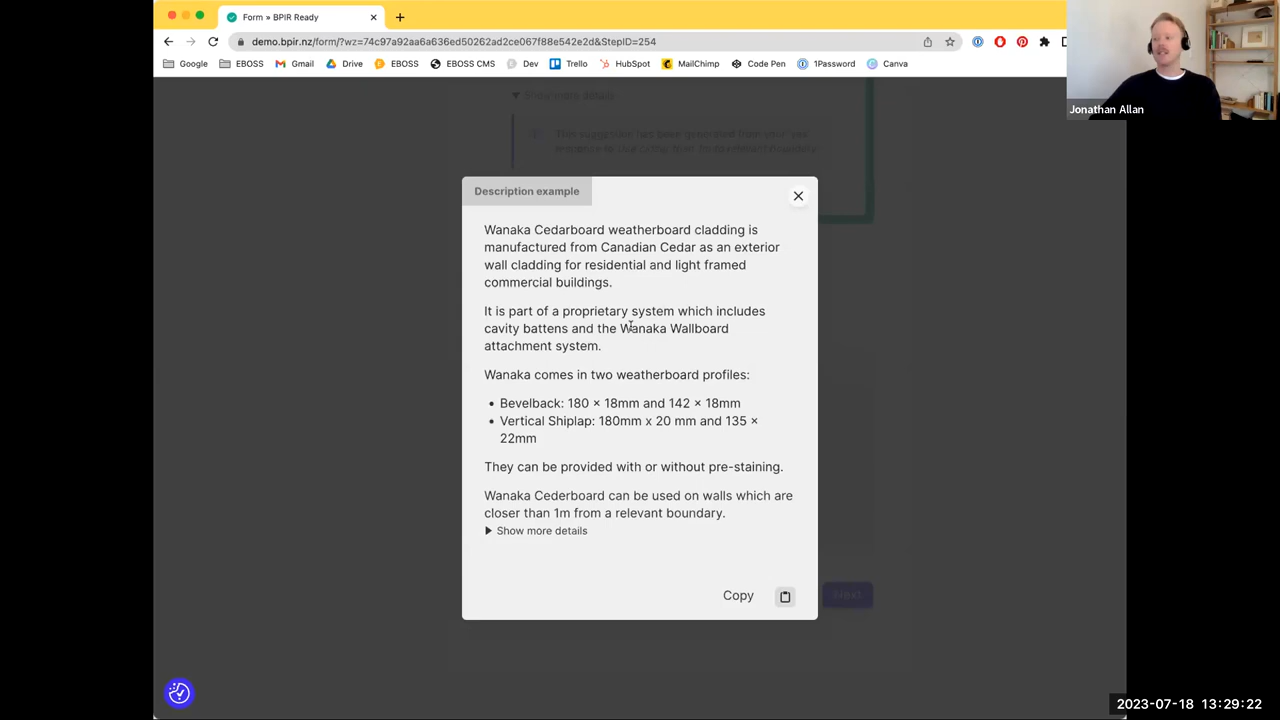 Form » BPIR Ready
demo.bpir.nz/form/?wz=74c97a92aa6a636ed50262ad2ce067f88e542e2d&StepID=254
Google EBOSS Gmail Drive EBOSS EBOSS CMS Dev Trello HubSpot MailChimp Code Pen 1Password Canva
Jonathan Allan
Description example
Wanaka Cedarboard weatherboard cladding is
manufactured from Canadian Cedar as an exterior
wall cladding for residential and light framed
commercial buildings.
It is part of a proprietary system which includes
cavity battens and the Wanaka Wallboard
attachment system.
Wanaka comes in two weatherboard profiles:
• Bevelback: 180 × 18mm and 142 × 18mm
• Vertical Shiplap: 180mm x 20 mm and 135 ×
22mm
They can be provided with or without pre-staining.
Wanaka Cederboard can be used on walls which are
closer than 1m from a relevant boundary.
Show more details
Copy
Next
2023-07-18 13:29:22